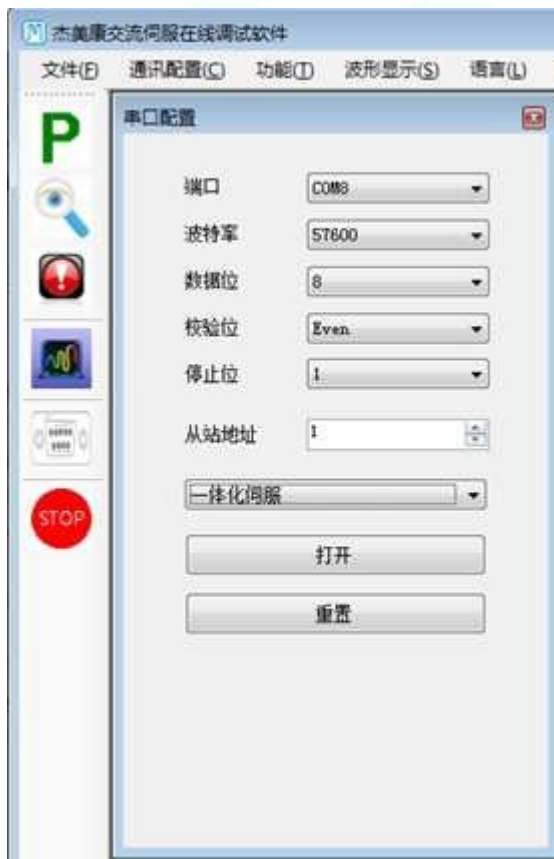 杰美康交流伺服在线调试软件
文件(F) 通讯配置(C) 功能(T) 波形显示(S) 语言(L)
P
串口配置
端口 COM8
波特率 57600
数据位 8
校验位 Even
停止位 1
从站地址 1
一体化伺服
打开
重置
STOP